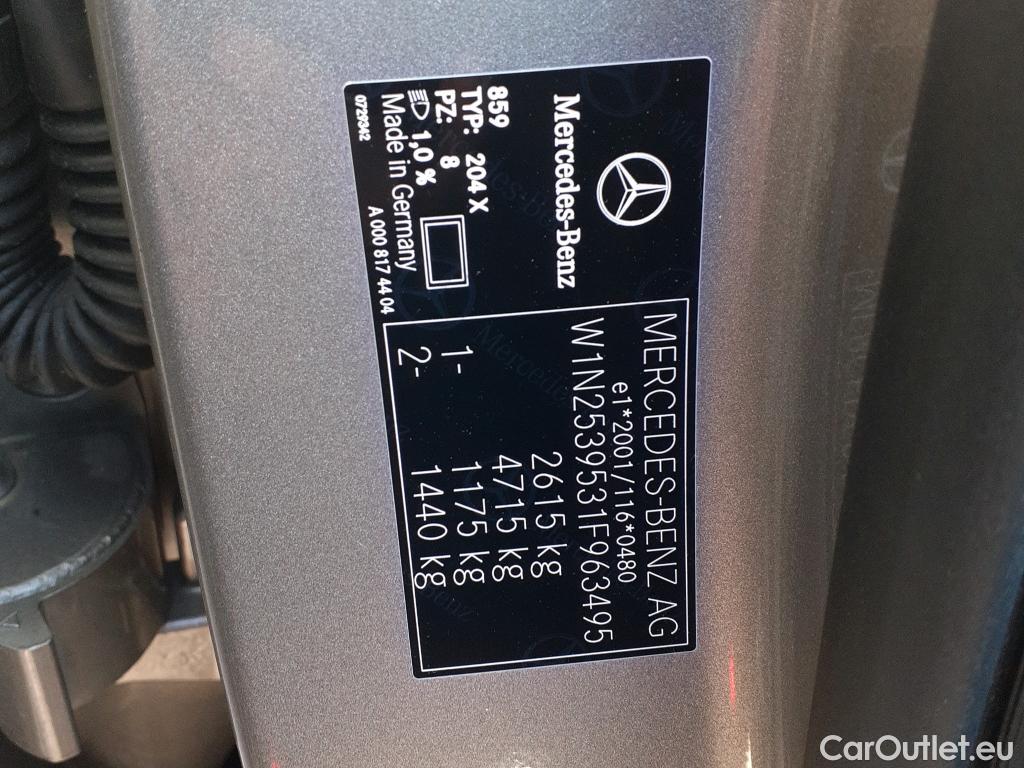 Mercedes-Benz
859
TYP: 204 X
PZ: 8
1,0 %
Made in Germany
0729342
A 000 817 44 04
MERCEDES-BENZ AG
e1*2001/116*0480
W1N2539531F963495
2615 kg
4715 kg
1- 1175 kg
2- 1440 kg
CarOutlet.eu